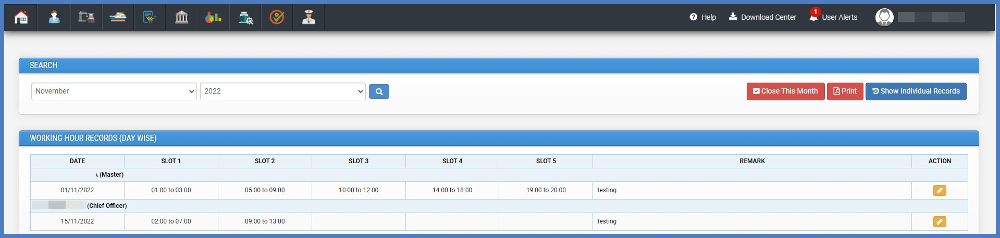 Help Download Center 1 User Alerts
SEARCH
November 2022 Close This Month Print Show Individual Records
WORKING HOUR RECORDS (DAY WISE)
DATE SLOT 1 SLOT 2 SLOT 3 SLOT 4 SLOT 5 REMARK ACTION
(Master)
01/11/2022 01:00 to 03:00 05:00 to 09:00 10:00 to 12:00 14:00 to 18:00 19:00 to 20:00 testing
(Chief Officer)
15/11/2022 02:00 to 07:00 09:00 to 13:00 testing